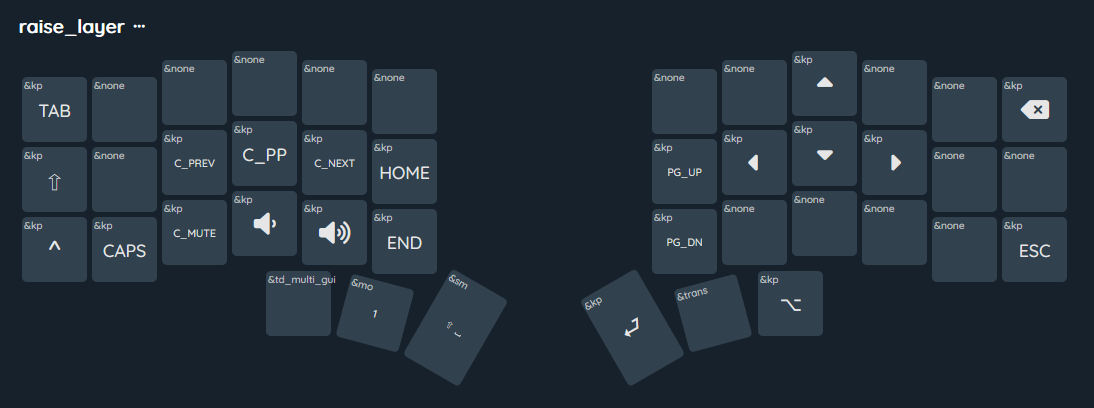 raise_layer ···
&kp &none &none &none &none &none &none &none &kp &none &none &kp
TAB ▲ ⌫
&kp &none &kp &kp &kp &kp &kp &kp &kp &kp &none &none
⇧ C_PREV C_PP C_NEXT HOME PG_UP ◀ ▼ ▶
&kp &kp &kp &kp &kp &kp &kp &none &none &none &none &kp
^ CAPS C_MUTE 🔉 🔊 END PG_DN ESC
&td_multi_gui &mo &sm &kp &trans &kp
1 ⇧ ⎵ ⏎ ⌥